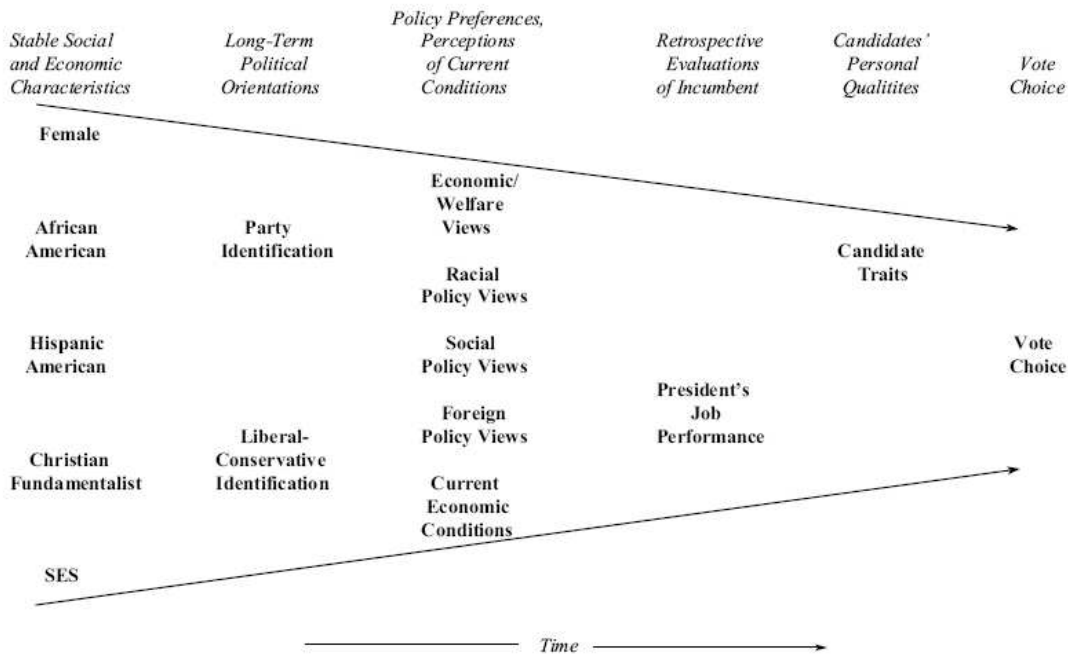 Stable Social
and Economic
Characteristics
Long-Term
Political
Orientations
Policy Preferences,
Perceptions
of Current
Conditions
Retrospective
Evaluations
of Incumbent
Candidates'
Personal
Qualitites
Vote
Choice
Female
African
American
Hispanic
American
Christian
Fundamentalist
SES
Party
Identification
Liberal-
Conservative
Identification
Economic/
Welfare
Views
Racial
Policy Views
Social
Policy Views
Foreign
Policy Views
Current
Economic
Conditions
President's
Job
Performance
Candidate
Traits
Vote
Choice
Time